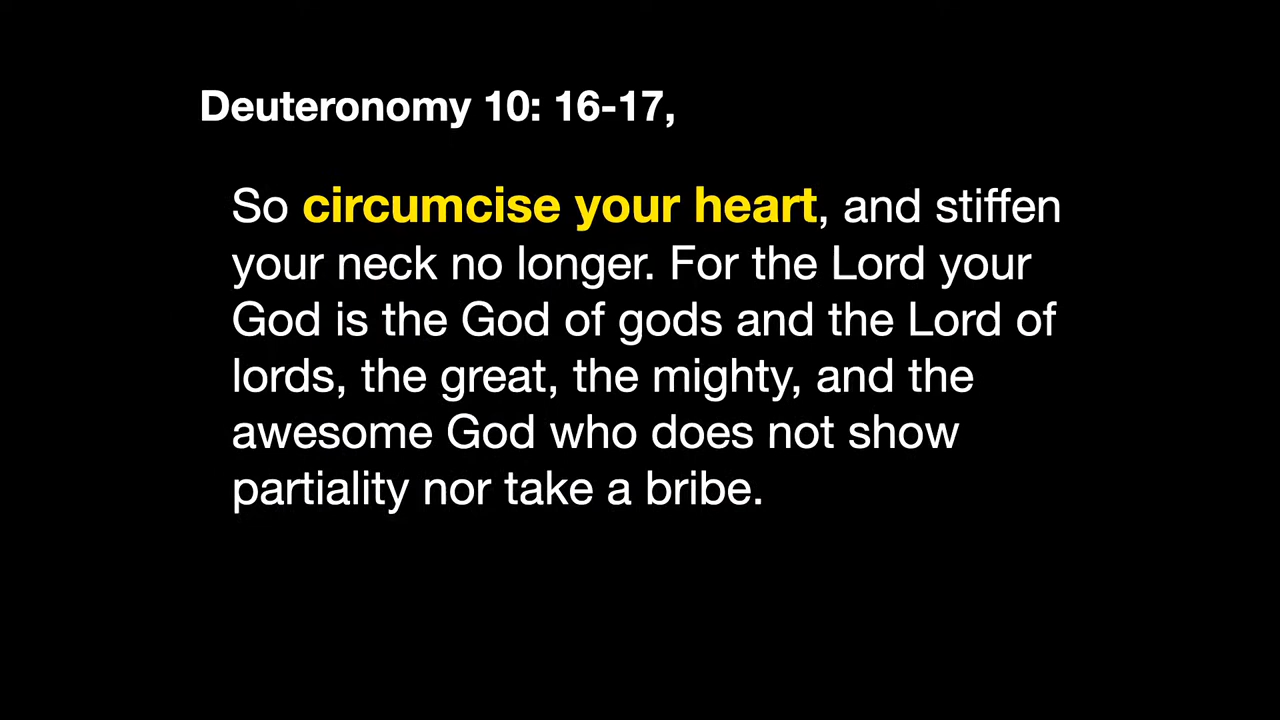 Deuteronomy 10: 16-17,
So circumcise your heart, and stiffen
your neck no longer. For the Lord your
God is the God of gods and the Lord of
lords, the great, the mighty, and the
awesome God who does not show
partiality nor take a bribe.